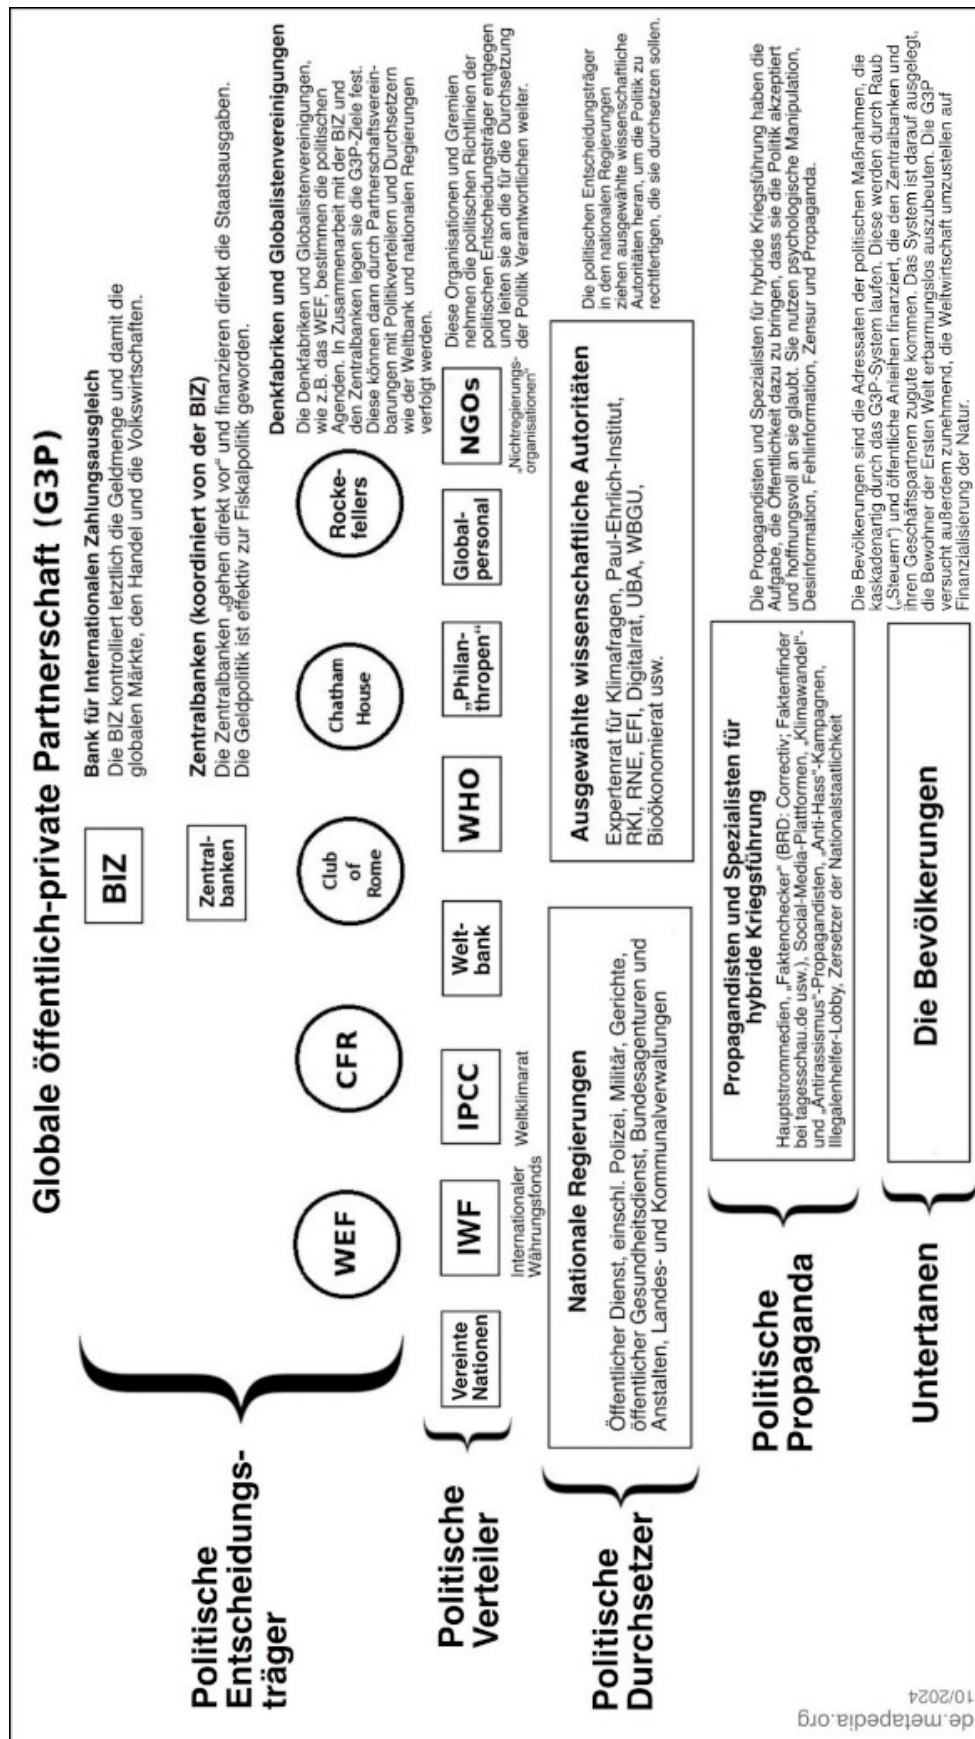 Globale öffentlich-private Partnerschaft (G3P)
Politische
Entscheidungs-
träger
BIZ
Bank für Internationalen Zahlungsausgleich
Die BIZ kontrolliert letztlich die Geldmenge und damit die
globalen Märkte, den Handel und die Volkswirtschaften.
Zentral-
banken
Zentralbanken (koordiniert von der BIZ)
Die Zentralbanken „gehen direkt vor“ und finanzieren direkt die Staatsausgaben.
Die Geldpolitik ist effektiv zur Fiskalpolitik geworden.
WEF
CFR
Club
of
Rome
Chatham
House
Rocke-
fellers
Denkfabriken und Globalistenvereinigungen
Die Denkfabriken und Globalistenvereinigungen,
wie z.B. das WEF, bestimmen die politischen
Agenden. In Zusammenarbeit mit der BIZ und
den Zentralbanken legen sie die G3P-Ziele fest.
Diese können dann durch Partnerschaftsverein-
barungen mit Politikverteilern und Durchsetzern
wie der Weltbank und nationalen Regierungen
verfolgt werden.
Politische
Verteiler
Vereinte
Nationen
IWF
Internationaler
Währungsfonds
IPCC
Weltklimarat
Welt-
bank
WHO
„Philan-
thropen“
Global-
personal
NGOs
„Nichtregierungs-
organisationen“
Diese Organisationen und Gremien
nehmen die politischen Richtlinien der
politischen Entscheidungsträger entgegen
und leiten sie an die für die Durchsetzung
der Politik Verantwortlichen weiter.
Politische
Durchsetzer
Nationale Regierungen
Öffentlicher Dienst, einschl. Polizei, Militär, Gerichte,
öffentlicher Gesundheitsdienst, Bundesagenturen und
Anstalten, Landes- und Kommunalverwaltungen
Ausgewählte wissenschaftliche Autoritäten
Expertenrat für Klimafragen, Paul-Ehrlich-Institut,
RKI, RNE, EFI, Digitalrat, UBA, WBGU,
Bioökonomierat usw.
Die politischen Entscheidungsträger
in den nationalen Regierungen
ziehen ausgewählte wissenschaftliche
Autoritäten heran, um die Politik zu
rechtfertigen, die sie durchsetzen sollen.
Politische
Propaganda
Propagandisten und Spezialisten für
hybride Kriegsführung
Hauptstrommedien, „Faktenchecker“ (BRD: Correctiv; Faktenfinder
bei tagesschau.de usw.), Social-Media-Plattformen, „Klimawandel“-
und „Antirassismus“-Propagandisten, „Anti-Hass“-Kampagnen,
Illegalenhelfer-Lobby, Zersetzer der Nationalstaatlichkeit
Die Propagandisten und Spezialisten für hybride Kriegsführung haben die
Aufgabe, die Öffentlichkeit dazu zu bringen, dass sie die Politik akzeptiert
und hoffnungsvoll an sie glaubt. Sie nutzen psychologische Manipulation,
Desinformation, Fehlinformation, Zensur und Propaganda.
Untertanen
Die Bevölkerungen
Die Bevölkerungen sind die Adressaten der politischen Maßnahmen, die
kaskadenartig durch das G3P-System laufen. Diese werden durch Raub
(„Steuern“) und öffentliche Anleihen finanziert, die den Zentralbanken und
ihren Geschäftspartnern zugute kommen. Das System ist darauf ausgelegt,
die Bewohner der Ersten Welt erbarmungslos auszubeuten. Die G3P
versucht außerdem zunehmend, die Weltwirtschaft umzustellen auf
Finanzialisierung der Natur.
de.metapedia.org
10/2024